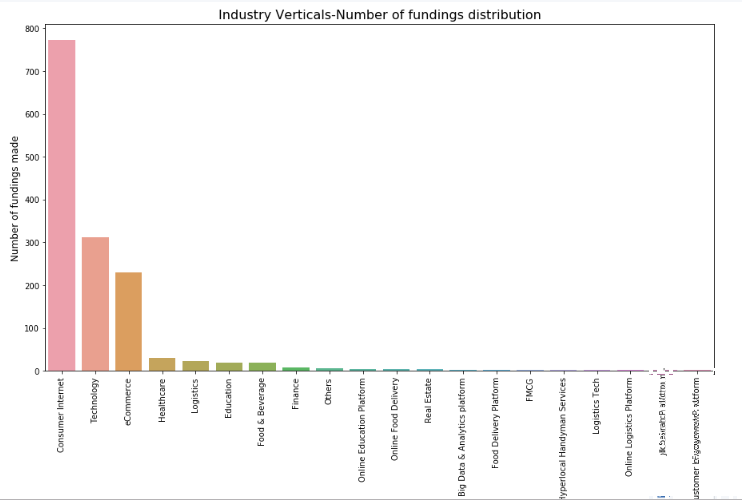 Industry Verticals-Number of fundings distribution
Number of fundings made
800
700
600
500
400
300
200
100
0
Consumer Internet
Technology
eCommerce
Healthcare
Logistics
Education
Food & Beverage
Finance
Others
Online Education Platform
Online Food Delivery
Real Estate
Big Data & Analytics platform
Food Delivery Platform
FMCG
Hyperlocal Handyman Services
Logistics Tech
Online Logistics Platform